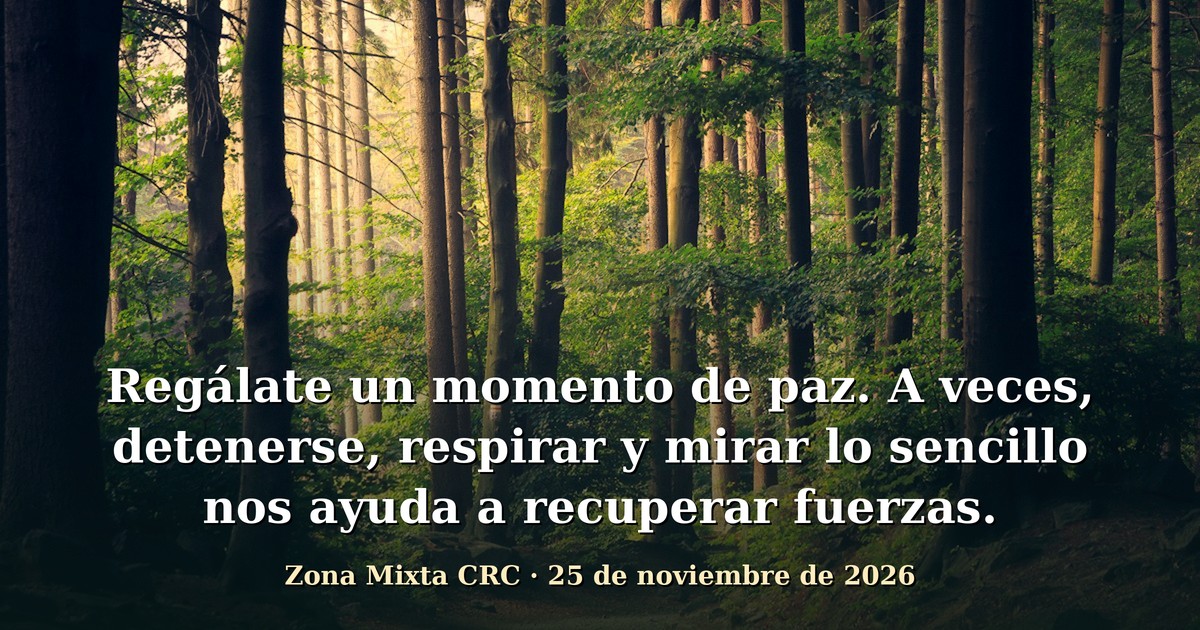 Regálate un momento de paz. A veces,
detenerse, respirar y mirar lo sencillo
nos ayuda a recuperar fuerzas.
Zona Mixta CRC · 25 de noviembre de 2026